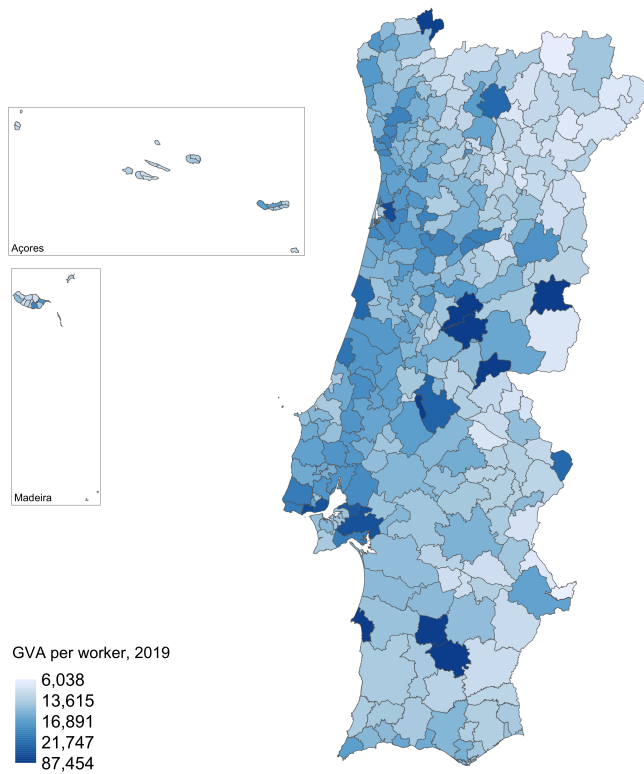 Açores
Madeira
GVA per worker, 2019
6,038
13,615
16,891
21,747
87,454